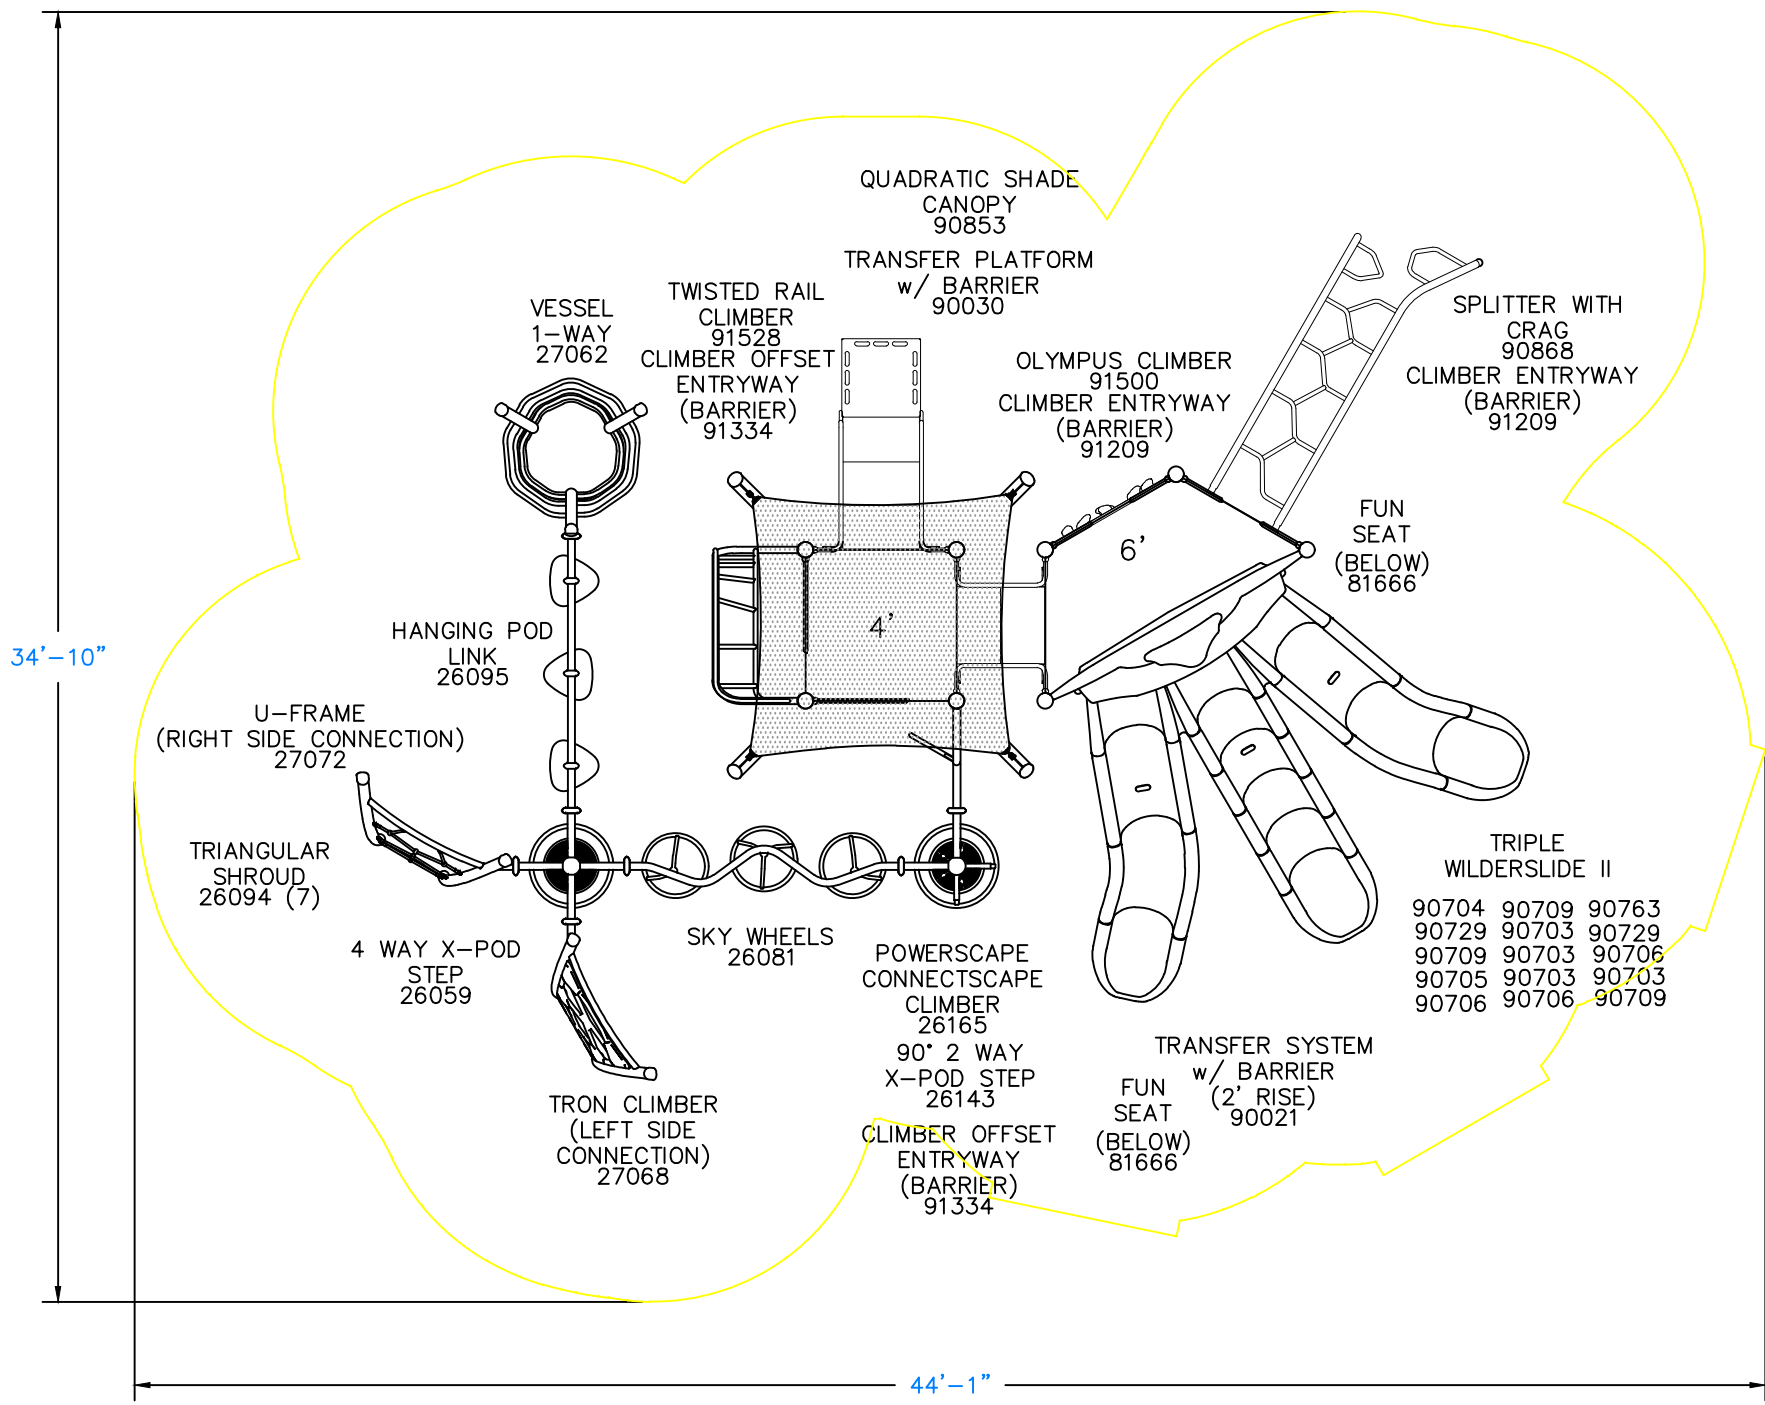 QUADRATIC SHADE
CANOPY
90853
TRANSFER PLATFORM
w/ BARRIER
90030
TWISTED RAIL
CLIMBER
91528
CLIMBER OFFSET
ENTRYWAY
(BARRIER)
91334
VESSEL
1-WAY
27062
OLYMPUS CLIMBER
91500
CLIMBER ENTRYWAY
(BARRIER)
91209
SPLITTER WITH
CRAG
90868
CLIMBER ENTRYWAY
(BARRIER)
91209
FUN
SEAT
(BELOW)
81666
6'
4'
34'-10"
HANGING POD
LINK
26095
U-FRAME
(RIGHT SIDE CONNECTION)
27072
TRIANGULAR
SHROUD
26094 (7)
4 WAY X-POD
STEP
26059
SKY WHEELS
26081
TRON CLIMBER
(LEFT SIDE
CONNECTION)
27068
POWERSCAPE
CONNECTSCAPE
CLIMBER
26165
90° 2 WAY
X-POD STEP
26143
CLIMBER OFFSET
ENTRYWAY
(BARRIER)
91334
TRIPLE
WILDERSLIDE II
90704 90709 90763
90729 90703 90729
90709 90703 90706
90705 90703 90703
90706 90706 90709
TRANSFER SYSTEM
w/ BARRIER
(2' RISE)
90021
FUN
SEAT
(BELOW)
81666
44'-1"